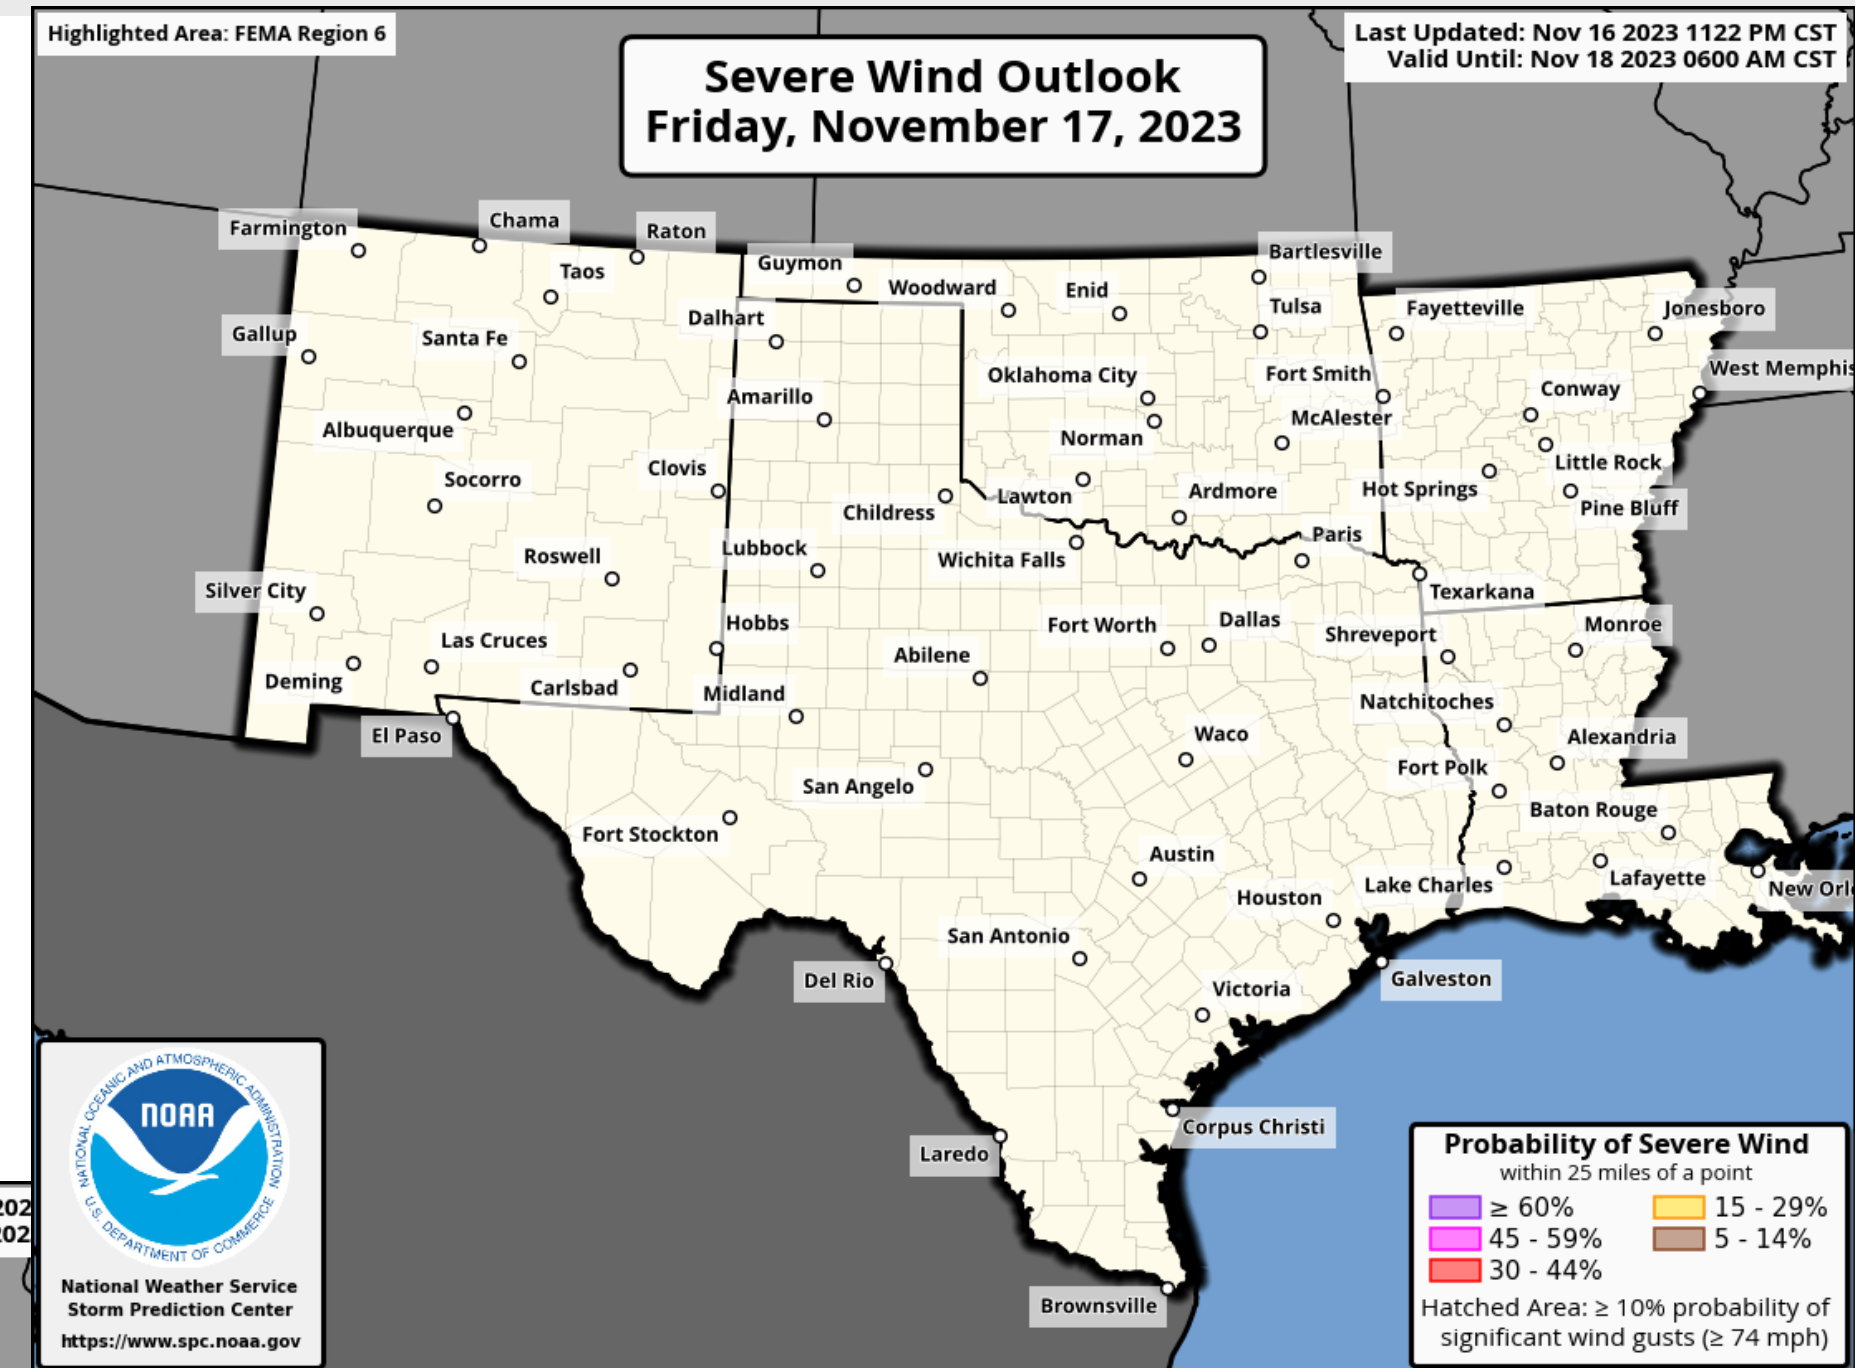 Highlighted Area: FEMA Region 6
Severe Wind Outlook
Friday, November 17, 2023
Last Updated: Nov 16 2023 1122 PM CST
Valid Until: Nov 18 2023 0600 AM CST
Farmington
Chama
Raton
Taos
Guymon
Woodward
Enid
Bartlesville
Tulsa
Fayetteville
Jonesboro
Gallup
Santa Fe
Dalhart
Oklahoma City
Fort Smith
Conway
West Memphis
Albuquerque
Amarillo
Norman
McAlester
Little Rock
Socorro
Clovis
Childress
Lawton
Ardmore
Hot Springs
Pine Bluff
Roswell
Lubbock
Wichita Falls
Paris
Texarkana
Silver City
Las Cruces
Hobbs
Abilene
Fort Worth
Dallas
Shreveport
Monroe
Deming
Carlsbad
Midland
Natchitoches
El Paso
Waco
Alexandria
San Angelo
Fort Polk
Fort Stockton
Baton Rouge
Austin
Houston
Lake Charles
Lafayette
New Orl
San Antonio
Del Rio
Galveston
Victoria
Corpus Christi
Laredo
Brownsville
202
202
NATIONAL OCEANIC AND ATMOSPHERIC ADMINISTRATION
NOAA
U.S. DEPARTMENT OF COMMERCE
National Weather Service
Storm Prediction Center
https://www.spc.noaa.gov
Probability of Severe Wind
within 25 miles of a point
≥ 60%
15 - 29%
45 - 59%
5 - 14%
30 - 44%
Hatched Area: ≥ 10% probability of
significant wind gusts (≥ 74 mph)